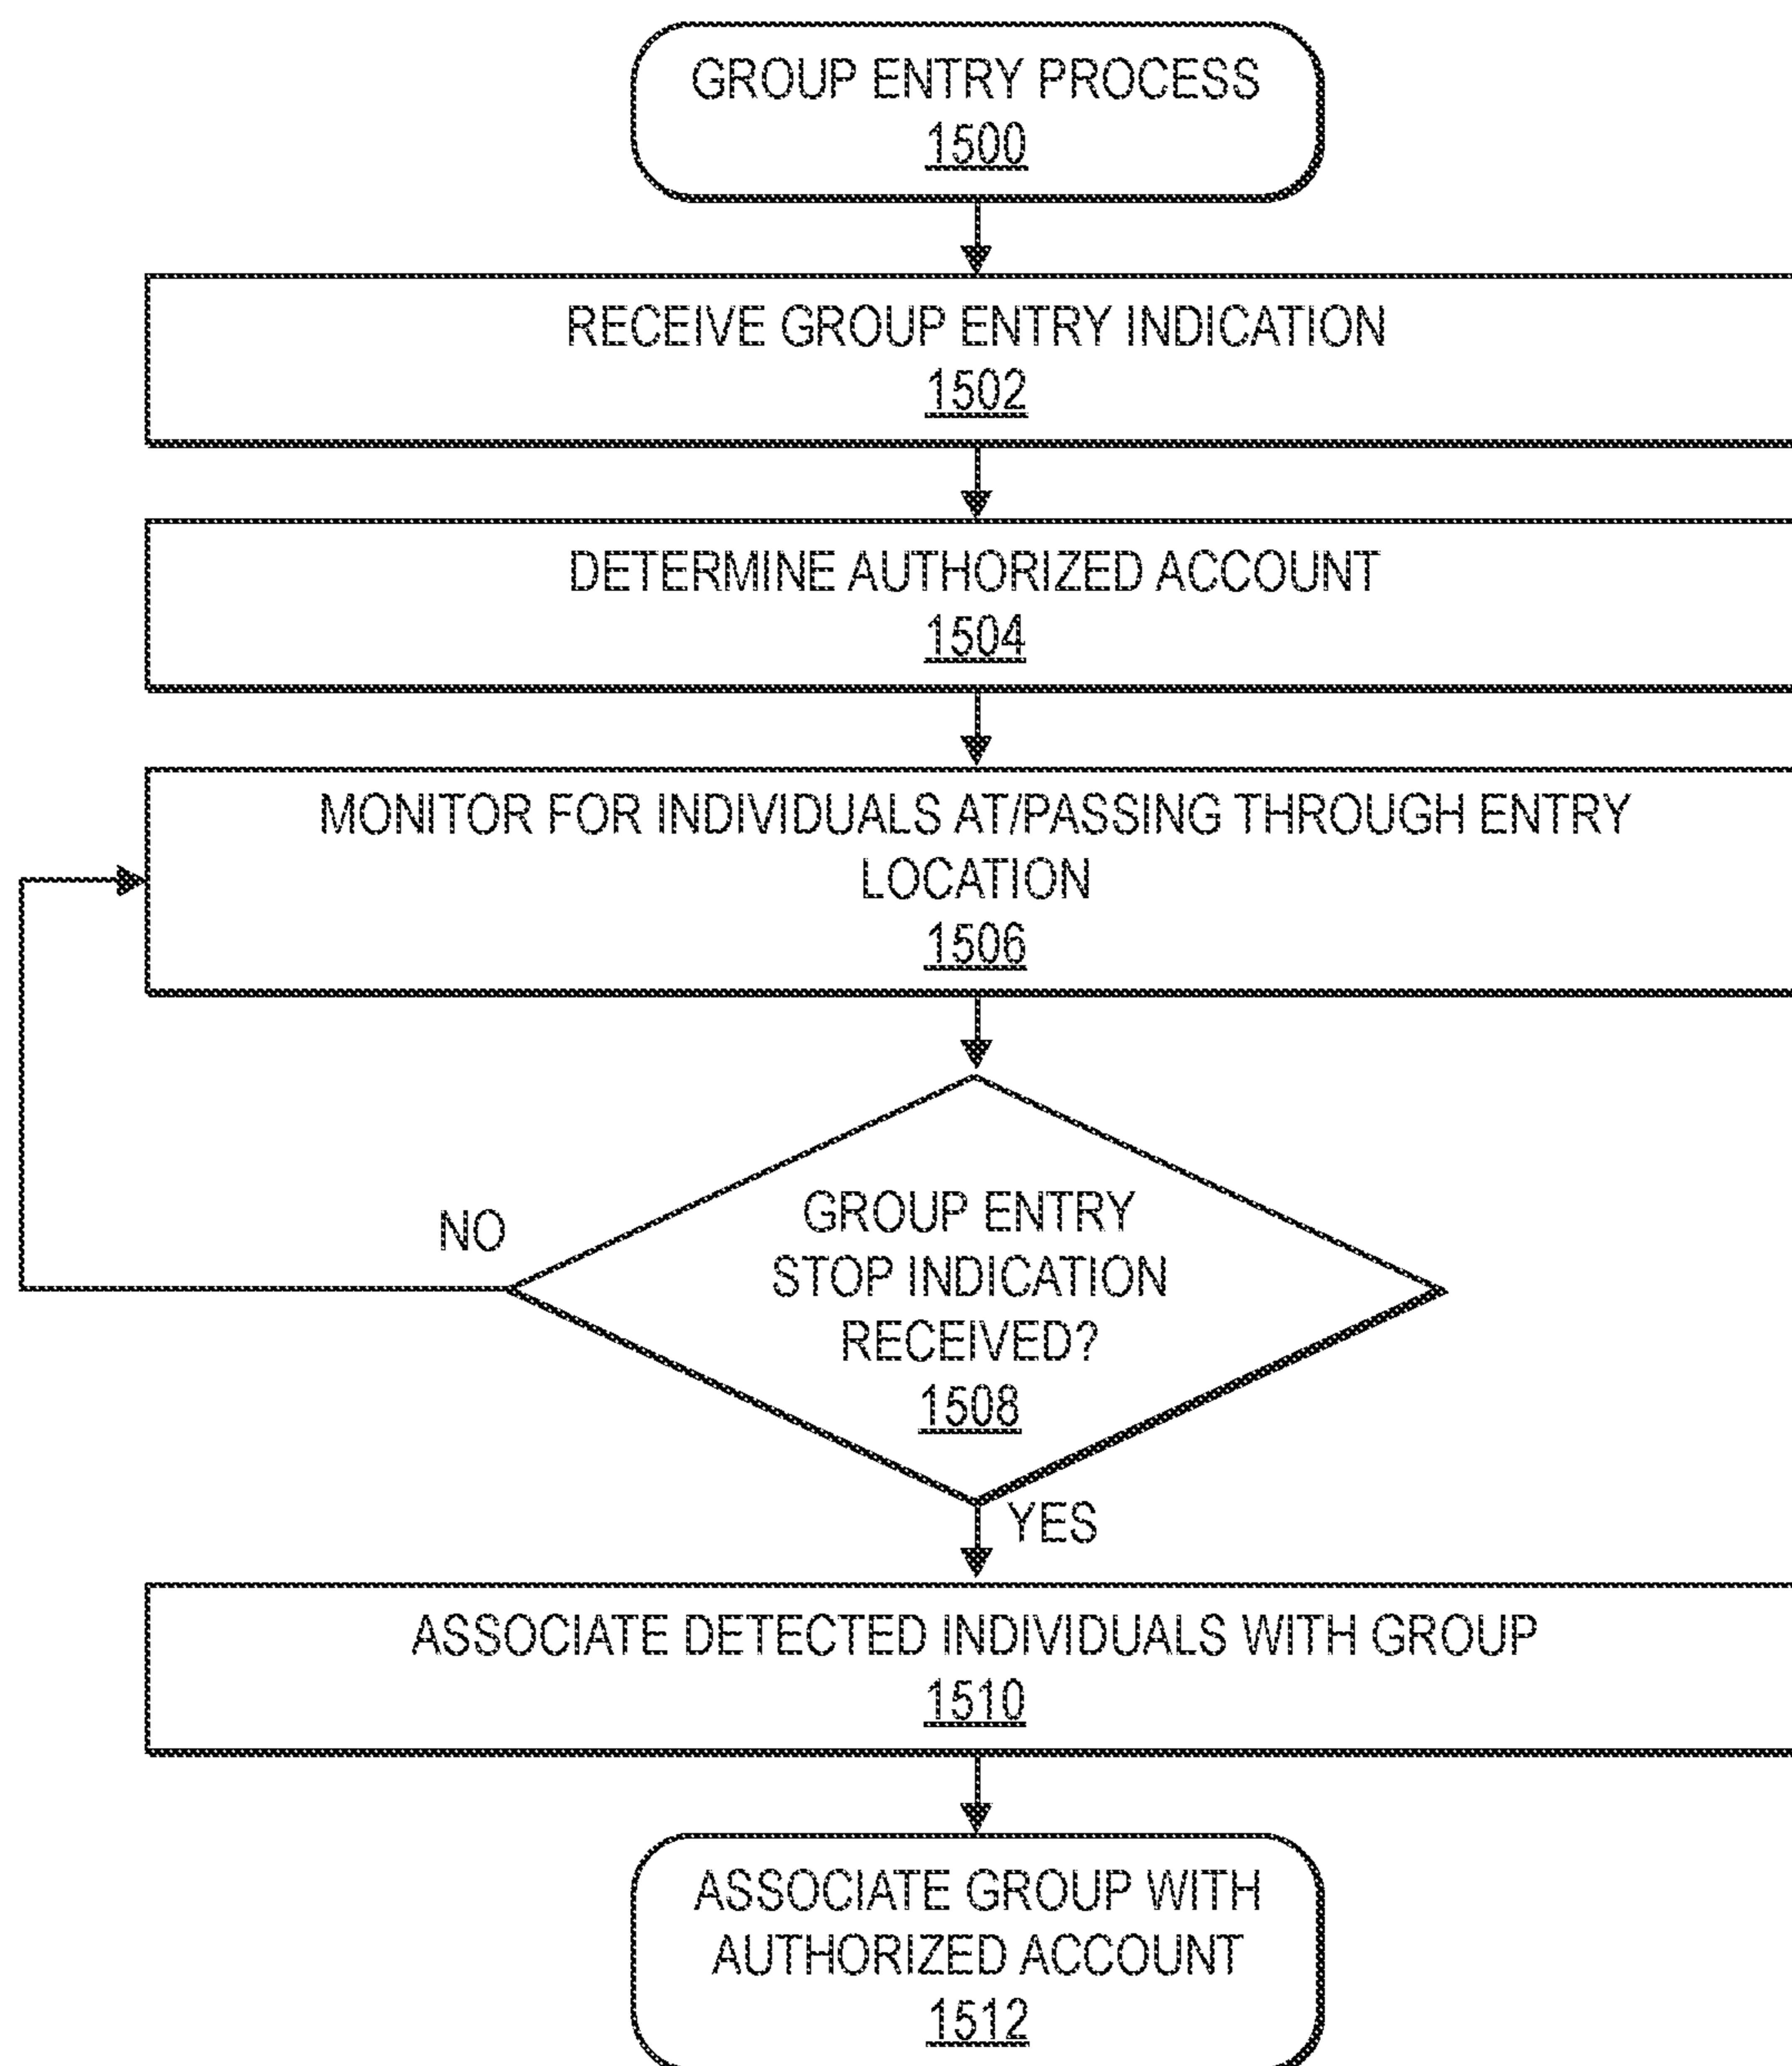 GROUP ENTRY PROCESS
1500
RECEIVE GROUP ENTRY INDICATION
1502
DETERMINE AUTHORIZED ACCOUNT
1504
MONITOR FOR INDIVIDUALS AT/PASSING THROUGH ENTRY
LOCATION
1506
NO
GROUP ENTRY
STOP INDICATION
RECEIVED?
1508
YES
ASSOCIATE DETECTED INDIVIDUALS WITH GROUP
1510
ASSOCIATE GROUP WITH
AUTHORIZED ACCOUNT
1512